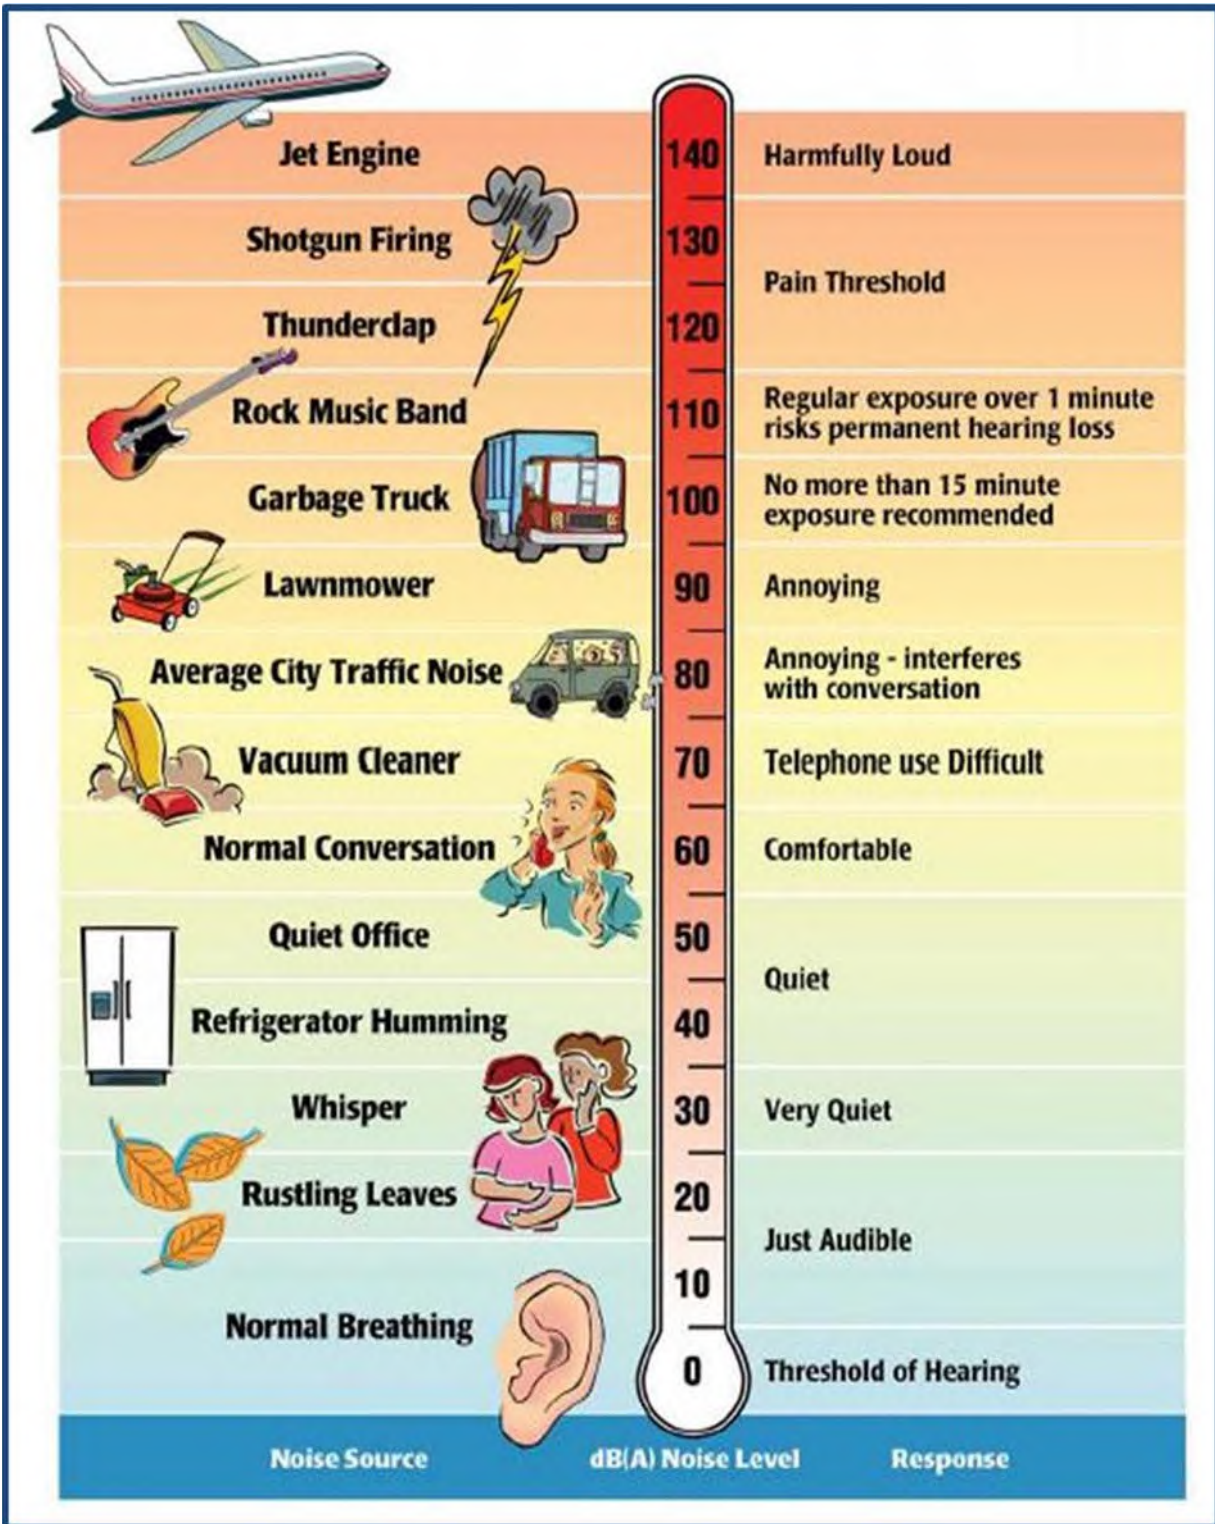 Jet Engine 140 Harmfully Loud
Shotgun Firing 130
Pain Threshold
Thunderclap 120
Rock Music Band 110 Regular exposure over 1 minute
risks permanent hearing loss
Garbage Truck 100 No more than 15 minute
exposure recommended
Lawnmower 90 Annoying
Average City Traffic Noise 80 Annoying - interferes
with conversation
Vacuum Cleaner 70 Telephone use Difficult
Normal Conversation 60 Comfortable
Quiet Office 50
Quiet
Refrigerator Humming 40
Whisper 30 Very Quiet
Rustling Leaves 20
Just Audible
10
Normal Breathing
0 Threshold of Hearing
Noise Source dB(A) Noise Level Response